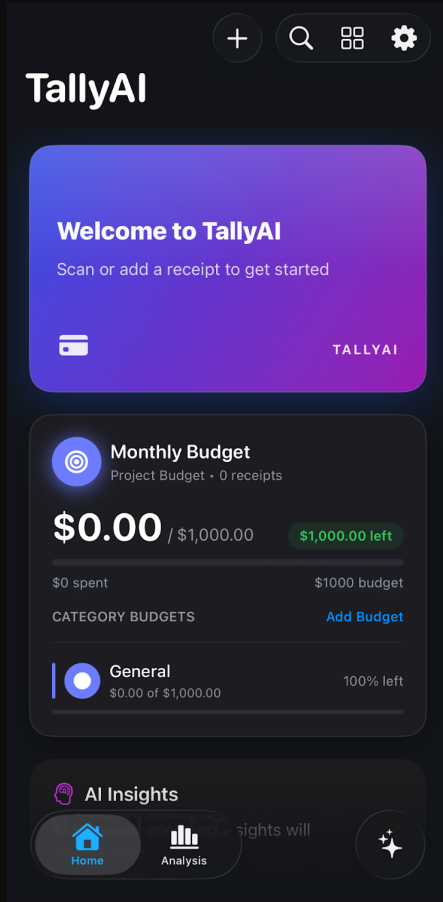 TallyAI
Welcome to TallyAI
Scan or add a receipt to get started
TALLYAI
Monthly Budget
Project Budget • 0 receipts
$0.00 / $1,000.00
$1,000.00 left
$0 spent
$1000 budget
CATEGORY BUDGETS
Add Budget
General
$0.00 of $1,000.00
100% left
AI Insights
sights will
Home
Analysis